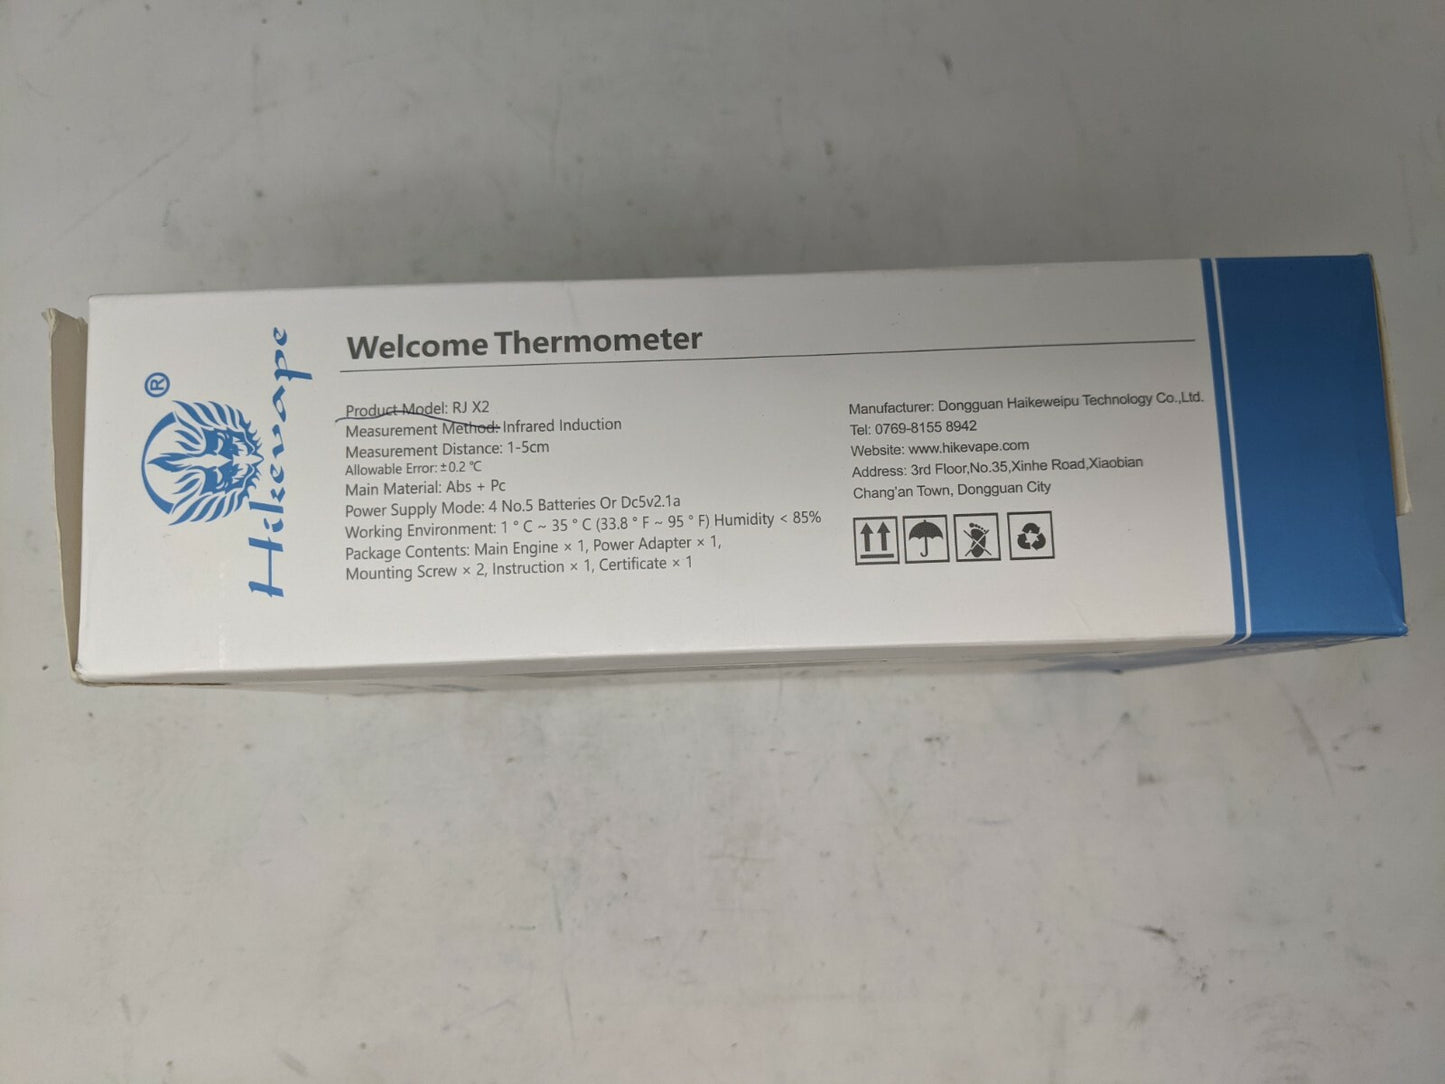 Hikevape
®
Welcome Thermometer
Product Model: RJ X2
Measurement Method: Infrared Induction
Measurement Distance: 1-5cm
Allowable Error: ±0.2 °C
Main Material: Abs + Pc
Power Supply Mode: 4 No.5 Batteries Or Dc5v2.1a
Working Environment: 1 ° C ~ 35 ° C (33.8 ° F ~ 95 ° F) Humidity < 85%
Package Contents: Main Engine × 1, Power Adapter × 1,
Mounting Screw × 2, Instruction × 1, Certificate × 1
Manufacturer: Dongguan Haikeweipu Technology Co.,Ltd.
Tel: 0769-8155 8942
Website: www.hikevape.com
Address: 3rd Floor,No.35,Xinhe Road,Xiaobian
Chang'an Town, Dongguan City